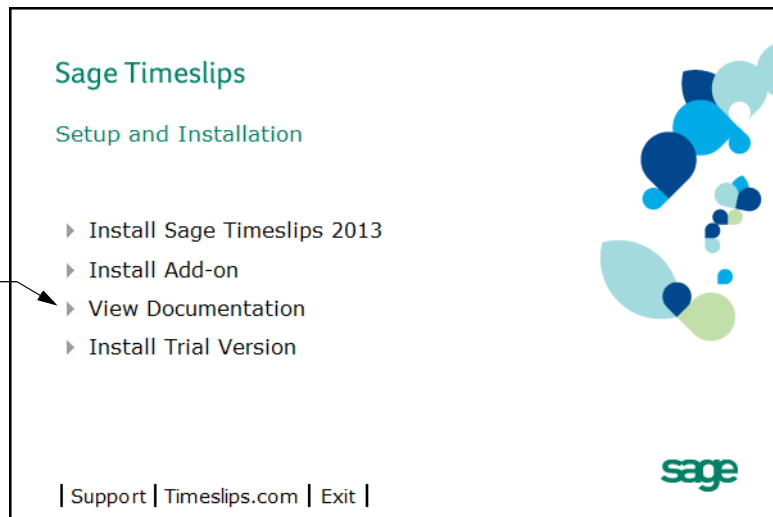 Sage Timeslips
Setup and Installation
Install Sage Timeslips 2013
Install Add-on
View Documentation
Install Trial Version
| Support | Timeslips.com | Exit |
sage